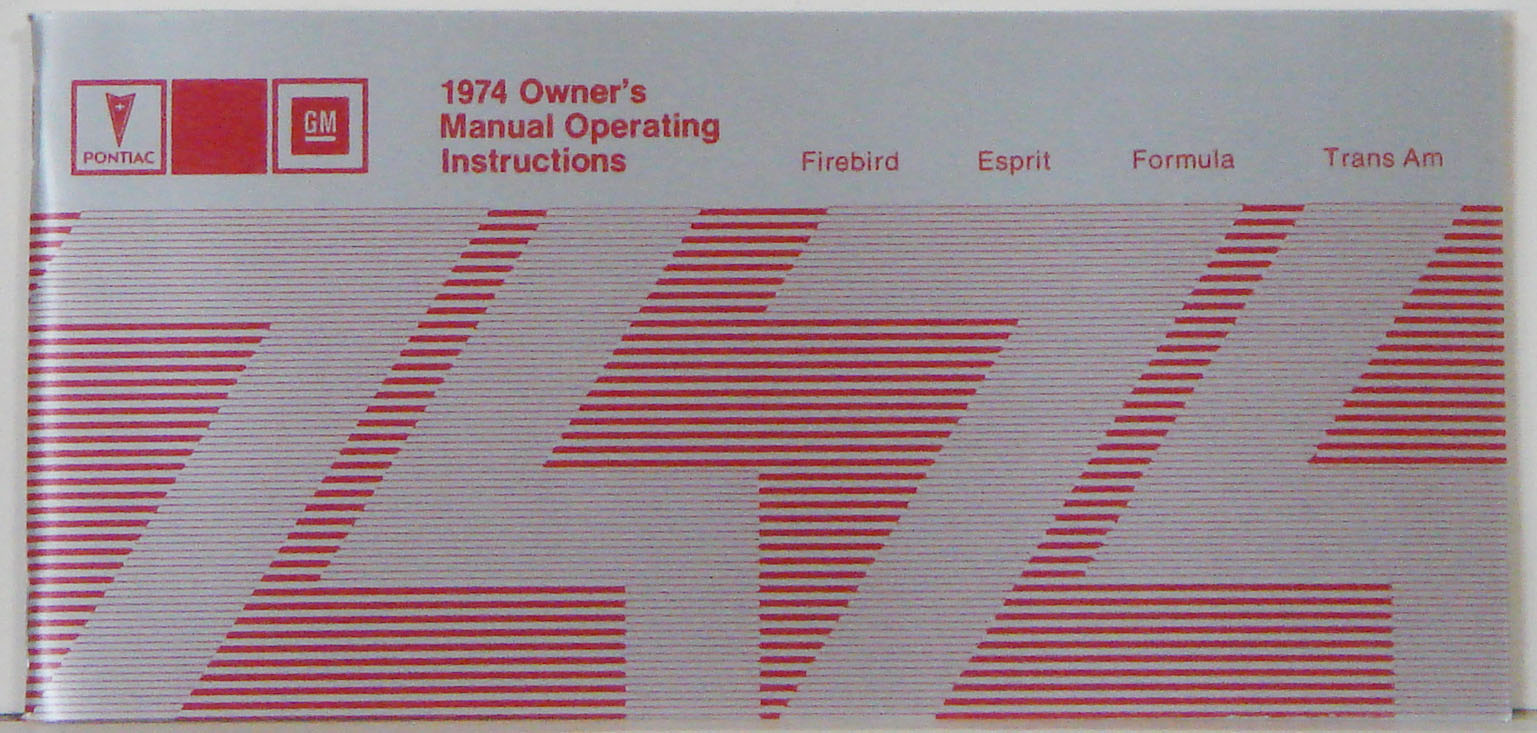 PONTIAC
GM
1974 Owner's
Manual Operating
Instructions
Firebird Esprit Formula Trans Am